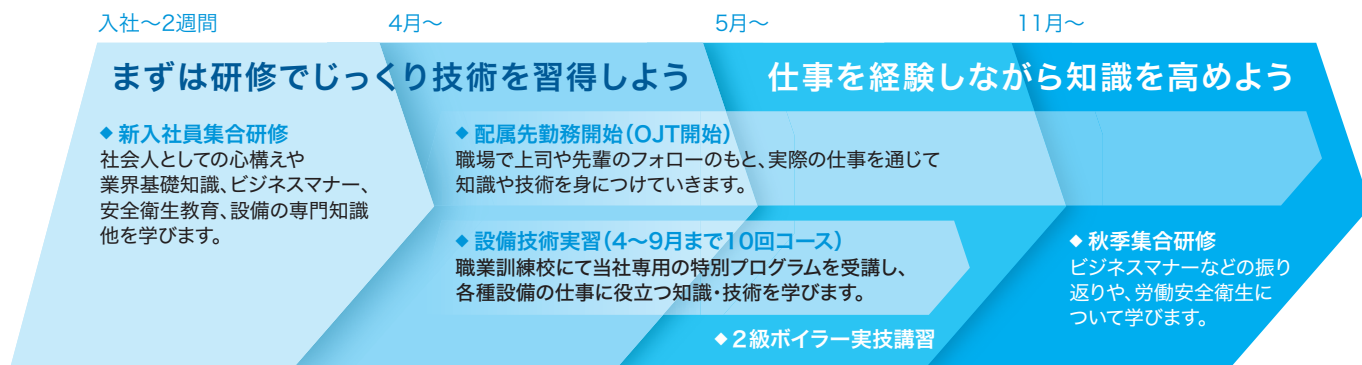 入社〜2週間
4月〜
5月〜
11月〜
まずは研修でじっくり技術を習得しよう
仕事を経験しながら知識を高めよう
◆新入社員集合研修
社会人としての心構えや
業界基礎知識、ビジネスマナー、
安全衛生教育、設備の専門知識
他を学びます。
◆配属先勤務開始(OJT開始)
職場で上司や先輩のフォローのもと、実際の仕事を通じて
知識や技術を身につけていきます。
◆設備技術実習(4〜9月まで10回コース)
職業訓練校にて当社専用の特別プログラムを受講し、
各種設備の仕事に役立つ知識・技術を学びます。
◆2級ボイラー実技講習
◆秋季集合研修
ビジネスマナーなどの振り
返りや、労働安全衛生に
ついて学びます。